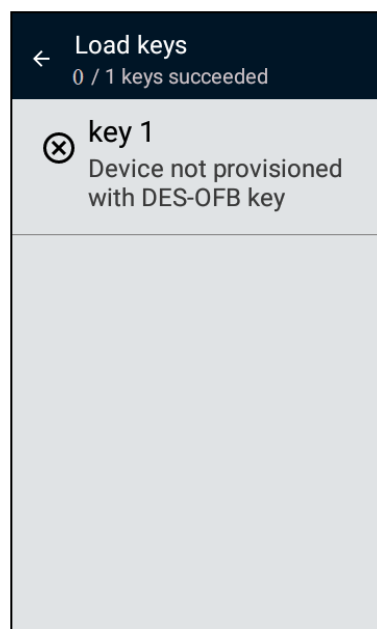 Load keys
0 / 1 keys succeeded
key 1
Device not provisioned
with DES-OFB key